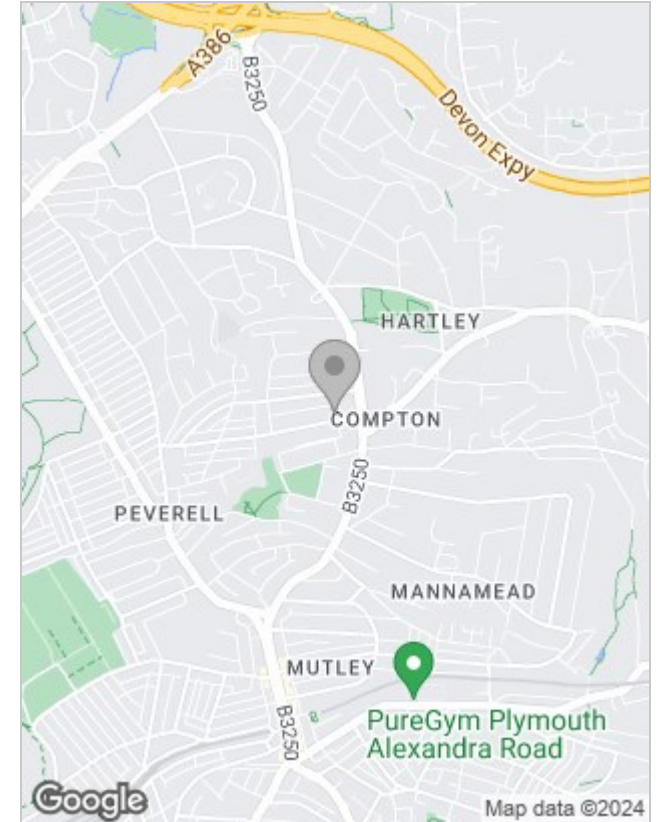 A386
B3250
Devon Expy
HARTLEY
COMPTON
B3250
PEVERELL
MANNAMEAD
MUTLEY
B3250
PureGym Plymouth
Alexandra Road
Google
Map data ©2024